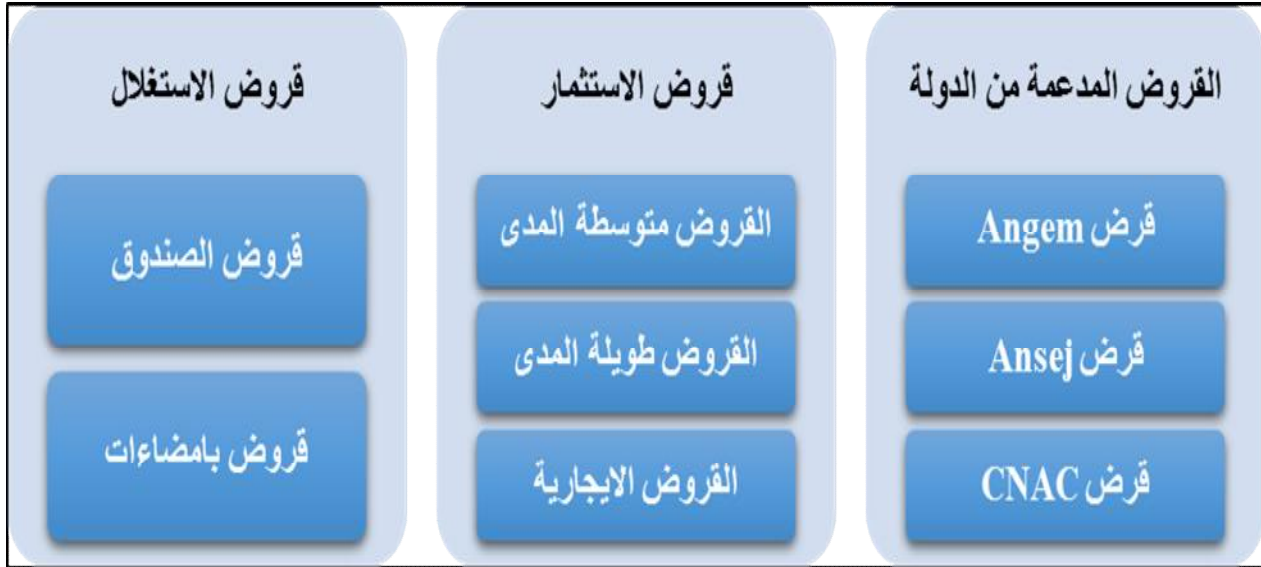 القروض المدعمة من الدولة
قرض Angem
قرض Ansej
قرض CNAC
قروض الاستثمار
القروض متوسطة المدى
القروض طويلة المدى
القروض الايجارية
قروض الاستغلال
قروض الصندوق
قروض بامضاءات